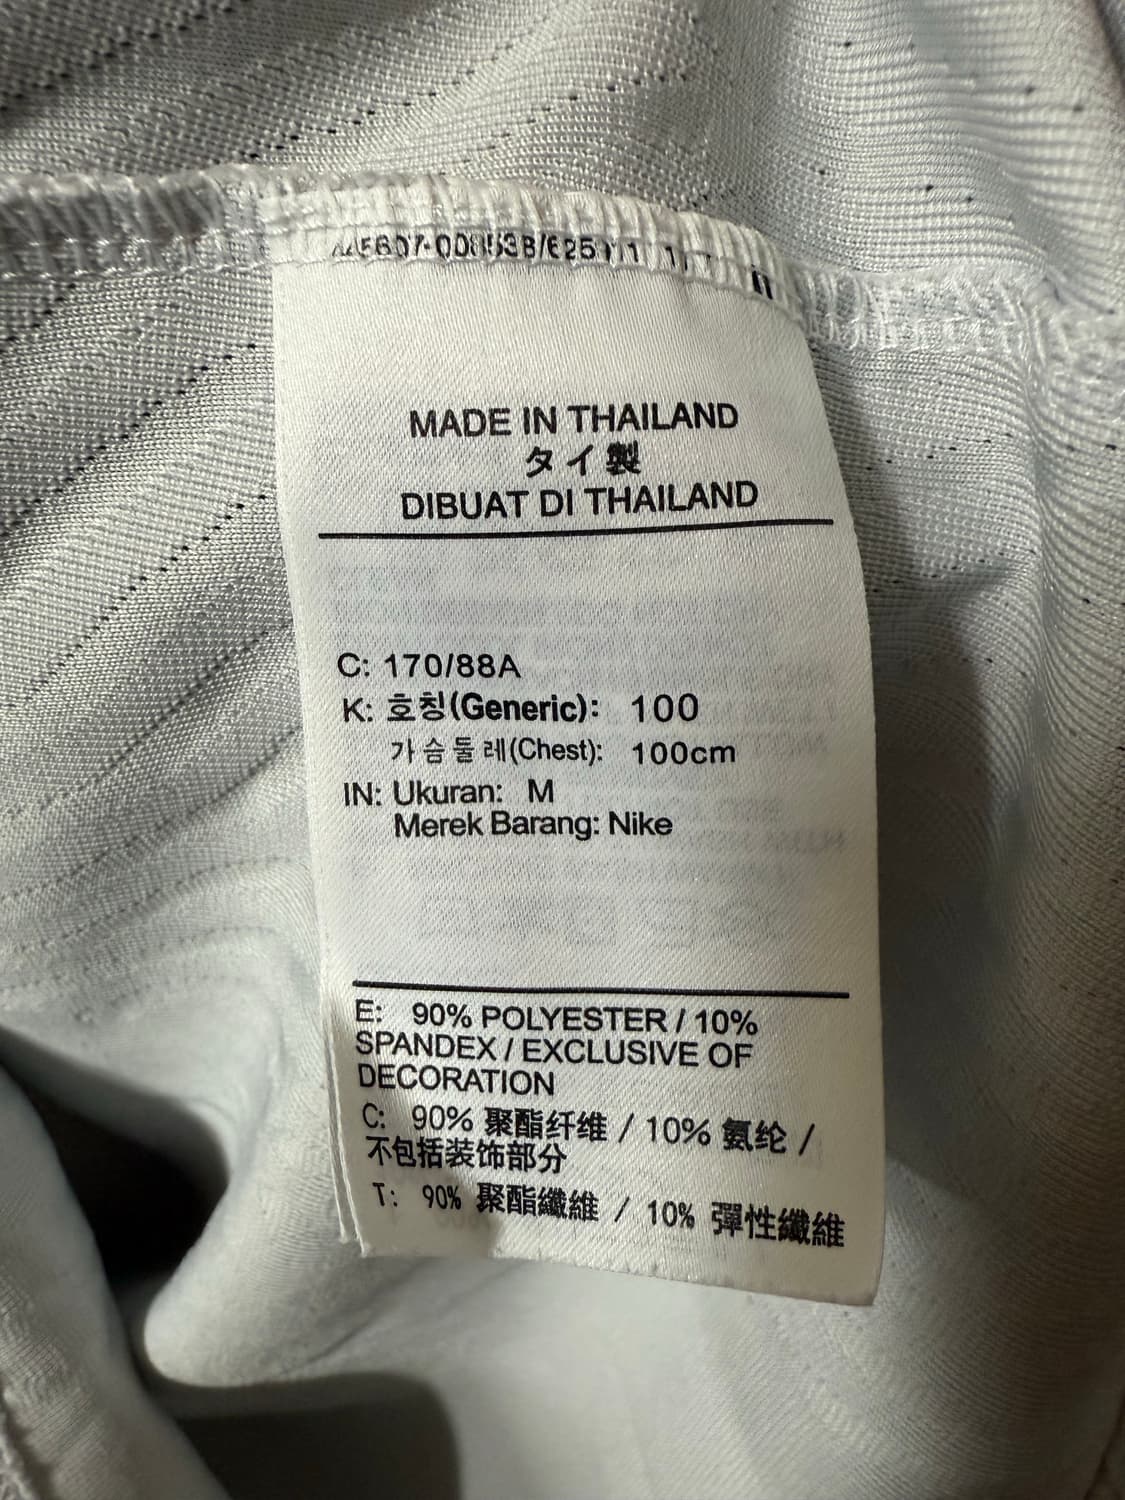 MADE IN THAILAND
タイ製
DIBUAT DI THAILAND
C: 170/88A
K: 호칭(Generic): 100
가슴둘레(Chest): 100cm
IN: Ukuran: M
Merek Barang: Nike
E: 90% POLYESTER / 10%
SPANDEX / EXCLUSIVE OF
DECORATION
C: 90% 聚酯纤维 / 10% 氨纶 /
不包括装饰部分
T: 90% 聚酯纖維 / 10% 彈性纖維